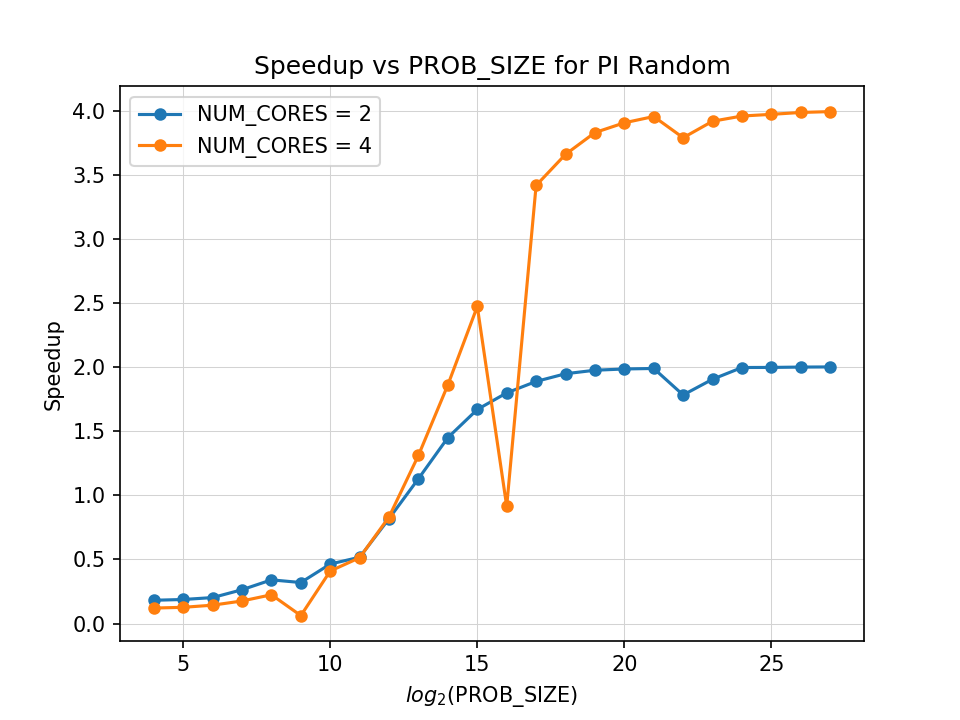 Speedup vs PROB_SIZE for PI Random
NUM_CORES = 2
NUM_CORES = 4
Speedup
4.0
3.5
3.0
2.5
2.0
1.5
1.0
0.5
0.0
5 10 15 20 25
log₂(PROB_SIZE)